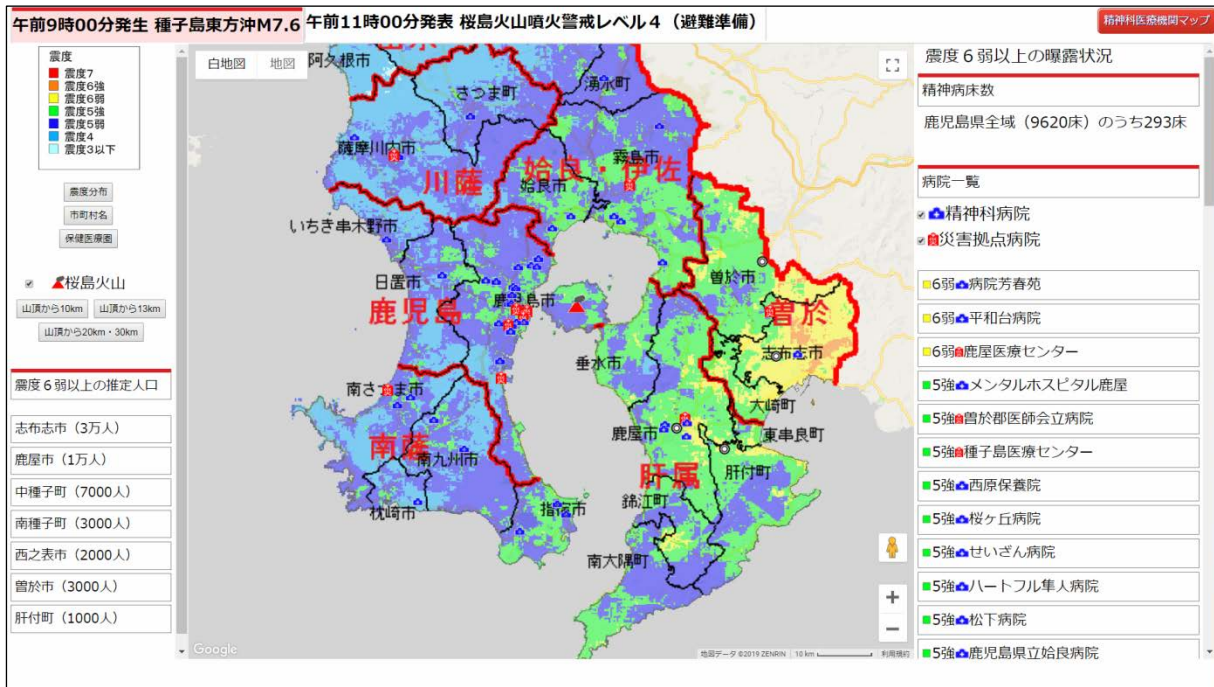 午前9時00分発生 種子島東方沖M7.6
午前11時00分発表 桜島火山噴火警戒レベル４（避難準備）
精神科医療機関マップ
震度
震度7
震度6強
震度6弱
震度5強
震度5弱
震度4
震度3以下
震度分布
市町村名
保健医療圏
桜島火山
山頂から10km
山頂から13km
山頂から20km・30km
震度６弱以上の推定人口
志布志市（3万人）
鹿屋市（1万人）
中種子町（7000人）
南種子町（3000人）
西之表市（2000人）
曽於市（3000人）
肝付町（1000人）
白地図
地図
阿久根市
さつま町
湧水町
薩摩川内市
霧島市
川薩
姶良・伊佐
姶良市
いちき串木野市
日置市
曽於市
鹿児島
鹿児島市
曽於
志布志市
垂水市
南さつま市
大崎町
鹿屋市
東串良町
南薩
南九州市
肝属
肝付町
枕崎市
指宿市
錦江町
南大隅町
Google
地図データ ©2019 ZENRIN
10 km
利用規約
震度６弱以上の曝露状況
精神病床数
鹿児島県全域（9620床）のうち293床
病院一覧
精神科病院
災害拠点病院
6弱病院芳春苑
6弱平和台病院
6弱鹿屋医療センター
5強メンタルホスピタル鹿屋
5強曽於郡医師会立病院
5強種子島医療センター
5強西原保養院
5強桜ヶ丘病院
5強せいざん病院
5強ハートフル隼人病院
5強松下病院
5強鹿児島県立姶良病院